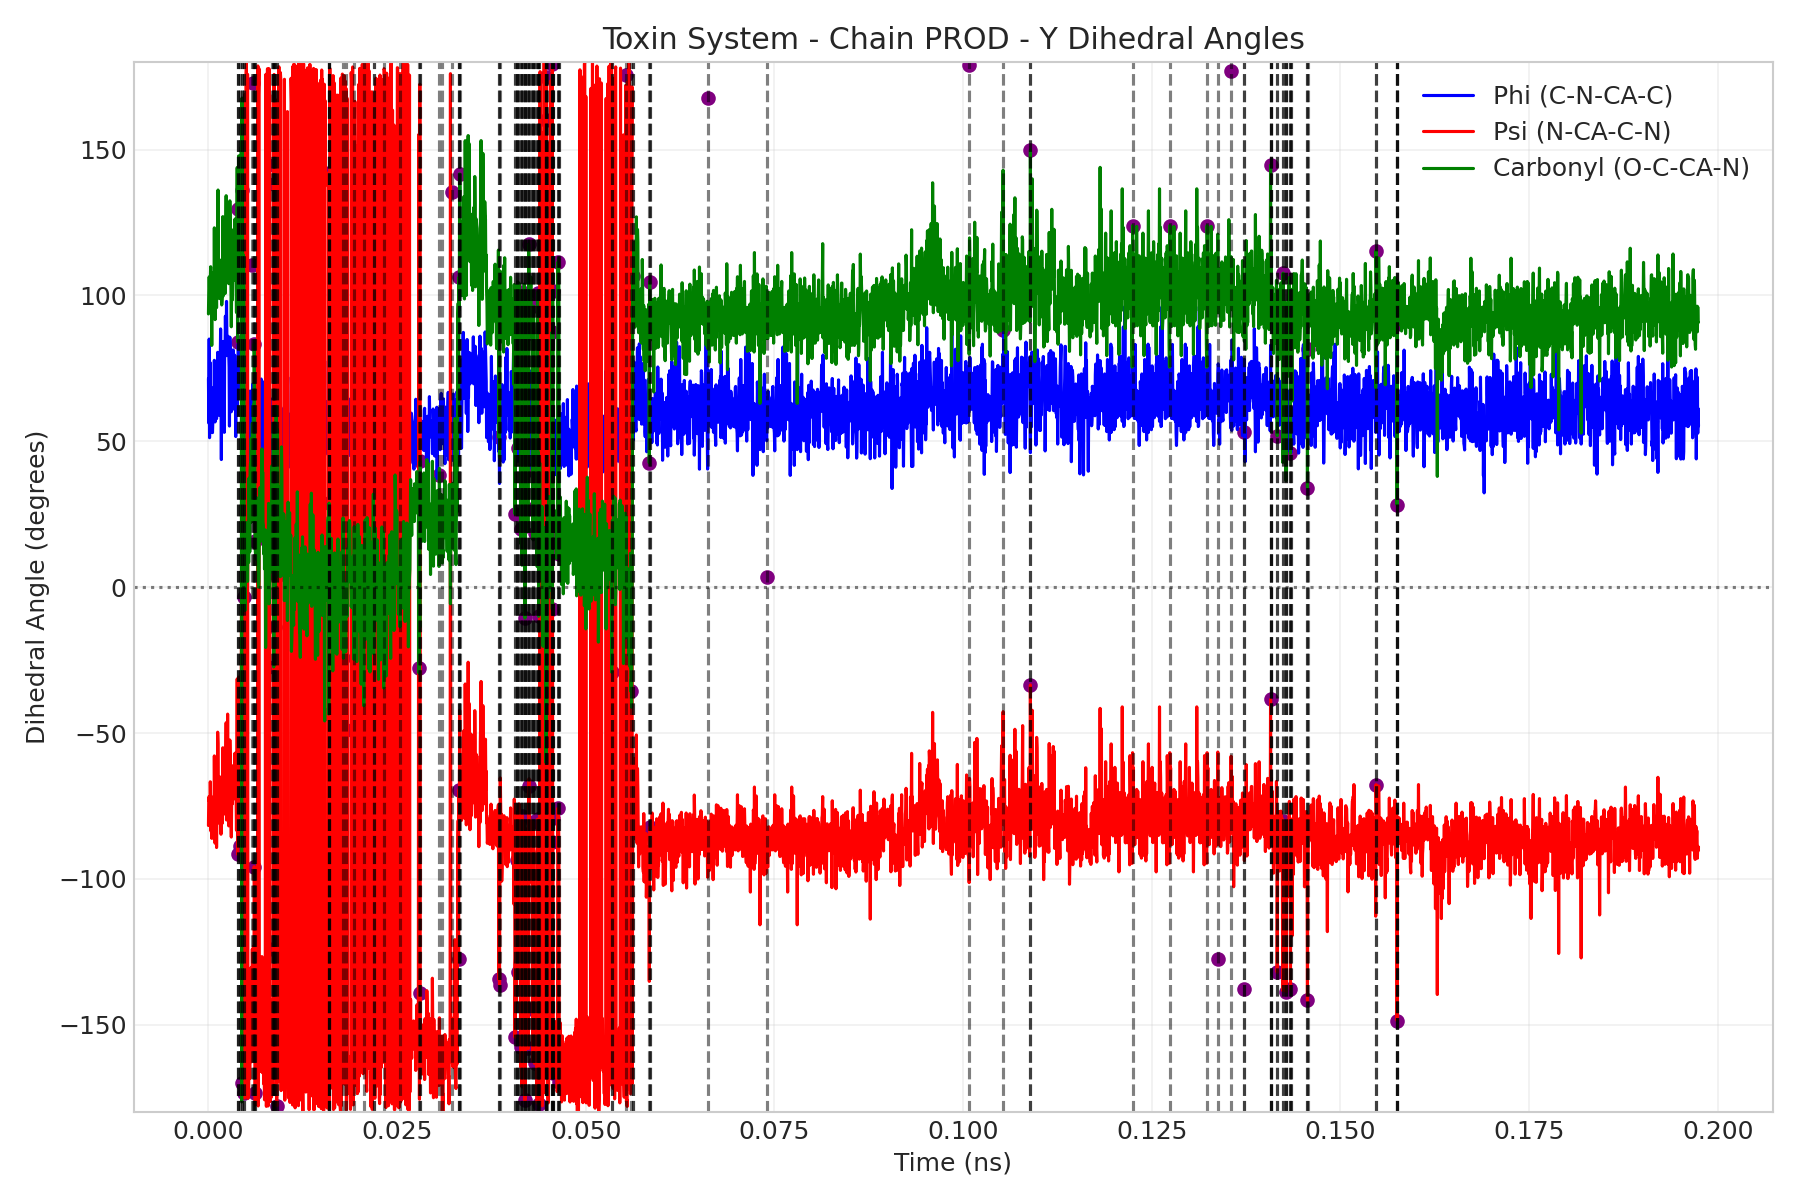 Toxin System - Chain PROD - Y Dihedral Angles
Phi (C-N-CA-C)
Psi (N-CA-C-N)
Carbonyl (O-C-CA-N)
Dihedral Angle (degrees)
150
100
50
0
−50
−100
−150
0.000
0.025
0.050
0.075
0.100
0.125
0.150
0.175
0.200
Time (ns)